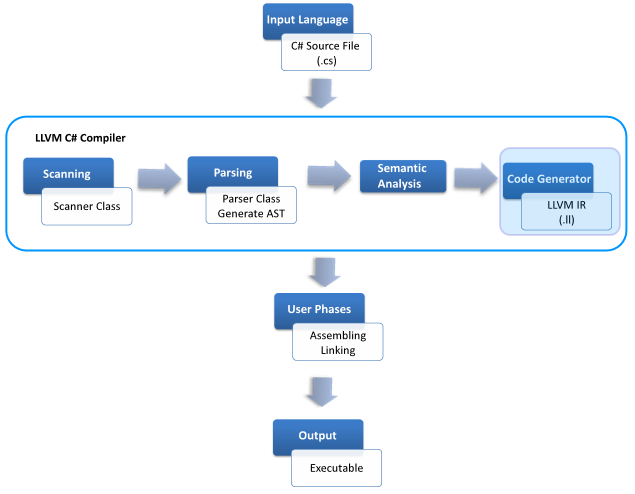 Input Language
C# Source File
(.cs)
LLVM C# Compiler
Scanning
Scanner Class
Parsing
Parser Class
Generate AST
Semantic
Analysis
Code Generator
LLVM IR
(.ll)
User Phases
Assembling
Linking
Output
Executable